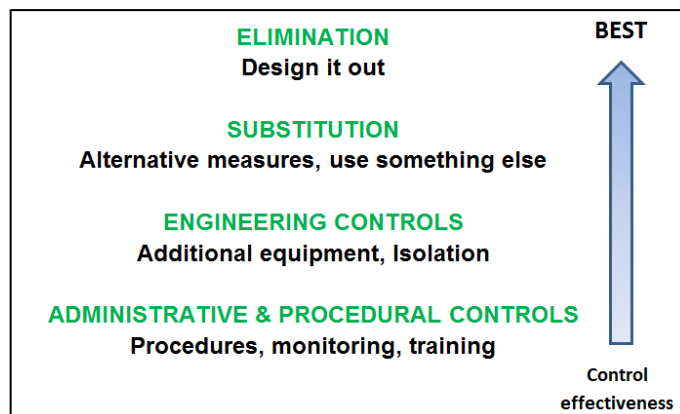 ELIMINATION
Design it out
SUBSTITUTION
Alternative measures, use something else
ENGINEERING CONTROLS
Additional equipment, Isolation
ADMINISTRATIVE & PROCEDURAL CONTROLS
Procedures, monitoring, training
BEST
Control
effectiveness